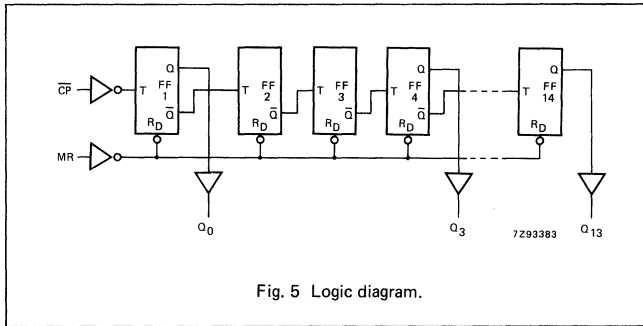 Q Q Q
CP T FF 1 T FF 2 T FF 3 T FF 4 T FF 14
Q Q Q Q
RD RD RD RD RD
MR
Q0 Q3 7Z93383 Q13
Fig. 5 Logic diagram.